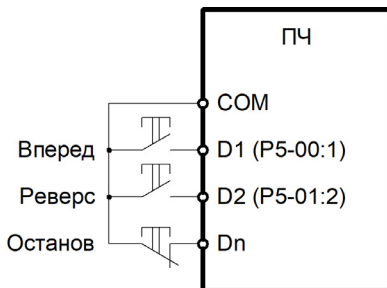 ПЧ
COM
Вперед D1 (P5-00:1)
Реверс D2 (P5-01:2)
Останов Dn